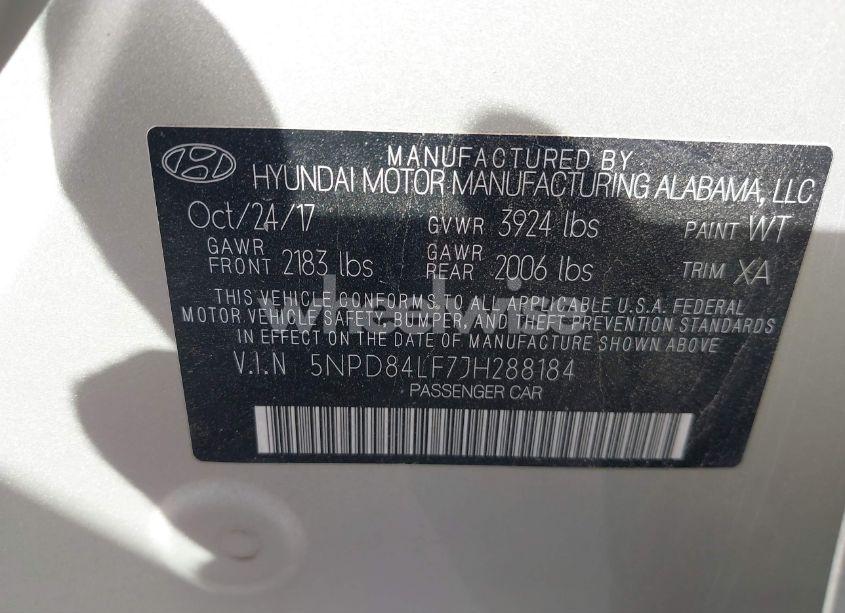 MANUFACTURED BY
HYUNDAI MOTOR MANUFACTURING ALABAMA, LLC
Oct/24/17 GVWR 3924 lbs PAINT WT
GAWR FRONT 2183 lbs GAWR REAR 2006 lbs TRIM XA
THIS VEHICLE CONFORMS TO ALL APPLICABLE U.S.A. FEDERAL
MOTOR VEHICLE SAFETY, BUMPER AND THEFT PREVENTION STANDARDS
IN EFFECT ON THE DATE OF MANUFACTURE SHOWN ABOVE.
V.I.N 5NPD84LF7JH288184
PASSENGER CAR
wheelwise